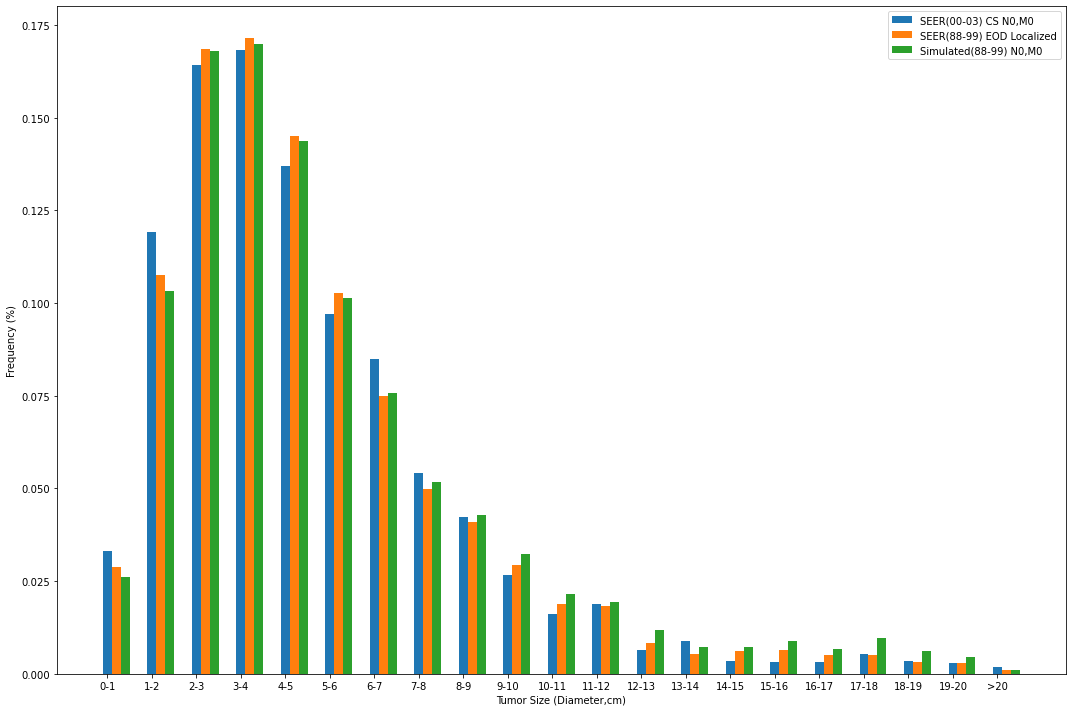 SEER(00-03) CS N0,M0
SEER(88-99) EOD Localized
Simulated(88-99) N0,M0
0.175
0.150
0.125
0.100
0.075
0.050
0.025
0.000
Frequency (%)
0-1 1-2 2-3 3-4 4-5 5-6 6-7 7-8 8-9 9-10 10-11 11-12 12-13 13-14 14-15 15-16 16-17 17-18 18-19 19-20 >20
Tumor Size (Diameter,cm)